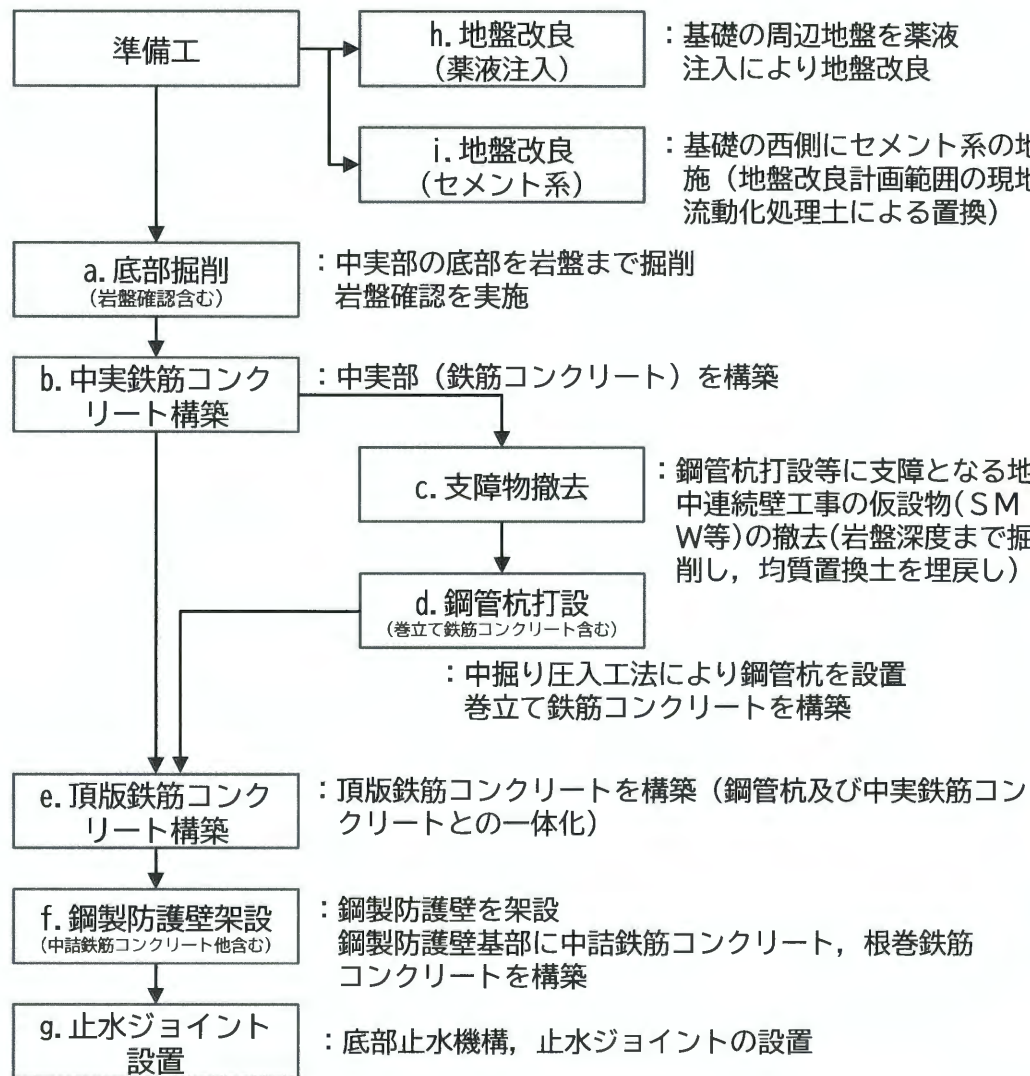 準備工
h.地盤改良
(薬液注入)
：基礎の周辺地盤を薬液
注入により地盤改良
i.地盤改良
(セメント系)
：基礎の西側にセメント系の地
施（地盤改良計画範囲の現地
流動化処理土による置換）
a.底部掘削
(岩盤確認含む)
：中実部の底部を岩盤まで掘削
岩盤確認を実施
b.中実鉄筋コンク
リート構築
：中実部（鉄筋コンクリート）を構築
c.支障物撤去
：鋼管杭打設等に支障となる地
中連続壁工事の仮設物(ＳＭ
Ｗ等)の撤去(岩盤深度まで掘
削し，均質置換土を埋戻し)
d.鋼管杭打設
(巻立て鉄筋コンクリート含む)
：中掘り圧入工法により鋼管杭を設置
巻立て鉄筋コンクリートを構築
e.頂版鉄筋コンク
リート構築
：頂版鉄筋コンクリートを構築（鋼管杭及び中実鉄筋コン
クリートとの一体化）
f.鋼製防護壁架設
(中詰鉄筋コンクリート他含む)
：鋼製防護壁を架設
鋼製防護壁基部に中詰鉄筋コンクリート，根巻鉄筋
コンクリートを構築
g.止水ジョイント
設置
：底部止水機構，止水ジョイントの設置